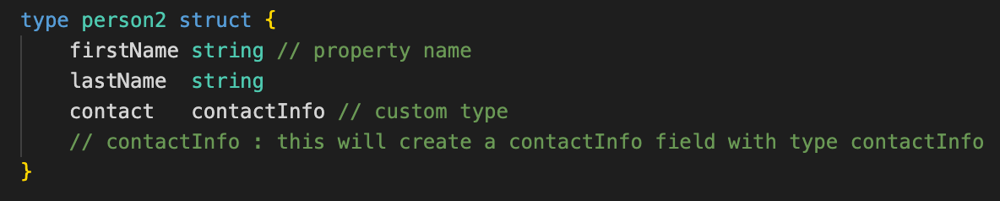 type person2 struct {
    firstName string // property name
    lastName  string
    contact   contactInfo // custom type
    // contactInfo : this will create a contactInfo field with type contactInfo
}